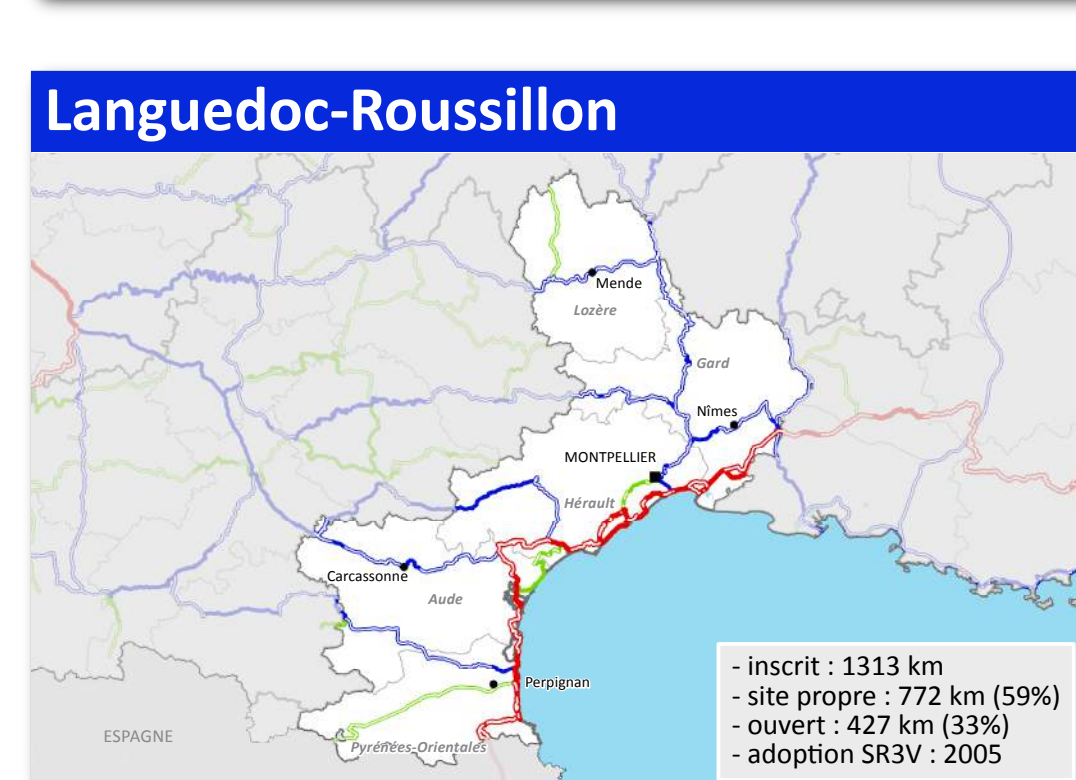 Languedoc-Roussillon
Mende
Lozère
Gard
Nîmes
MONTPELLIER
Hérault
Carcassonne
Aude
Perpignan
ESPAGNE
Pyrénées-Orientales
- inscrit : 1313 km
- site propre : 772 km (59%)
- ouvert : 427 km (33%)
- adoption SR3V : 2005